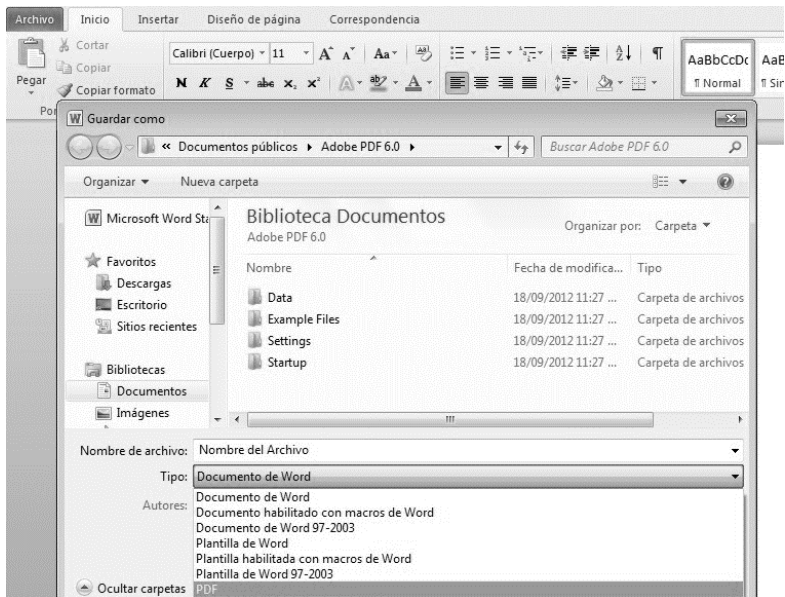 Archivo Inicio Insertar Diseño de página Correspondencia
Cortar
Copiar
Copiar formato
Pegar
Calibri (Cuerpo) 11 A A Aa
N K S abc x₂ x² A A
AaBbCcDc
¶ Normal ¶ Sin
Guardar como
« Documentos públicos Adobe PDF 6.0 Buscar Adobe PDF 6.0
Organizar Nueva carpeta
Microsoft Word
Favoritos
Descargas
Escritorio
Sitios recientes
Bibliotecas
Documentos
Imágenes
Biblioteca Documentos
Adobe PDF 6.0
Organizar por: Carpeta
Nombre Fecha de modifica... Tipo
Data 18/09/2012 11:27 ... Carpeta de archivos
Example Files 18/09/2012 11:27 ... Carpeta de archivos
Settings 18/09/2012 11:27 ... Carpeta de archivos
Startup 18/09/2012 11:27 ... Carpeta de archivos
Nombre de archivo: Nombre del Archivo
Tipo: Documento de Word
Autores:
Documento de Word
Documento habilitado con macros de Word
Documento de Word 97-2003
Plantilla de Word
Plantilla habilitada con macros de Word
Plantilla de Word 97-2003
PDF
Ocultar carpetas